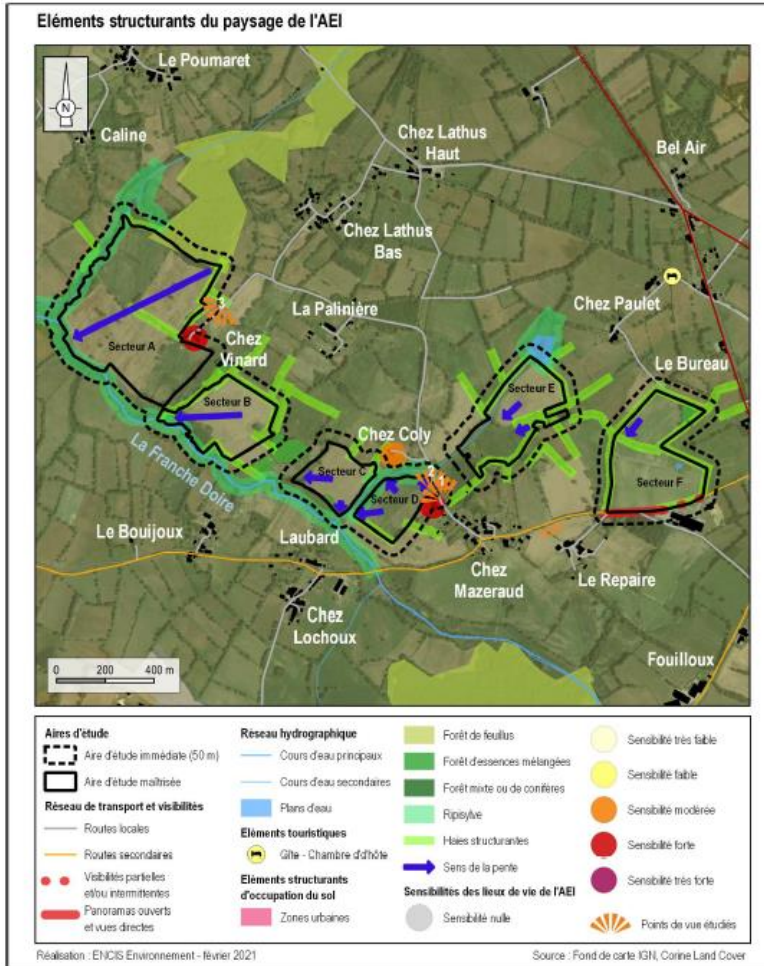 Eléments structurants du paysage de l'AEI
N
Le Poumaret
Caline
Chez Lathus
Haut
Bel Air
Chez Lathus
Bas
Chez Paulet
La Palinière
3
Chez
Vinard
Secteur A
Le Bureau
Secteur E
Secteur B
Chez Coly
La Franche Doire
Secteur C
2 1
Secteur D
Secteur F
Le Bouijoux
Laubard
Chez
Mazeraud
Le Repaire
Chez
Lochoux
Fouilloux
0 200 400 m
Aires d'étude
Aire d'étude immédiate (50 m)
Aire d'étude maîtrisée
Réseau de transport et visibilités
Routes locales
Routes secondaires
Visibilités partielles
et/ou intermittentes
Panoramas ouverts
et vues directes
Réseau hydrographique
Cours d'eau principaux
Cours d'eau secondaires
Plans d'eau
Eléments touristiques
Gîte - Chambre d'hôte
Eléments structurants
d'occupation du sol
Zones urbaines
Forêt de feuillus
Forêt d'essences mélangées
Forêt mixte ou de conifères
Ripisylve
Haies structurantes
Sens de la pente
Sensibilités des lieux de vie de l'AEI
Sensibilité nulle
Sensibilité très faible
Sensibilité faible
Sensibilité modérée
Sensibilité forte
Sensibilité très forte
Points de vue étudiés
Réalisation : ENCIS Environnement - février 2021
Source : Fond de carte IGN, Corine Land Cover